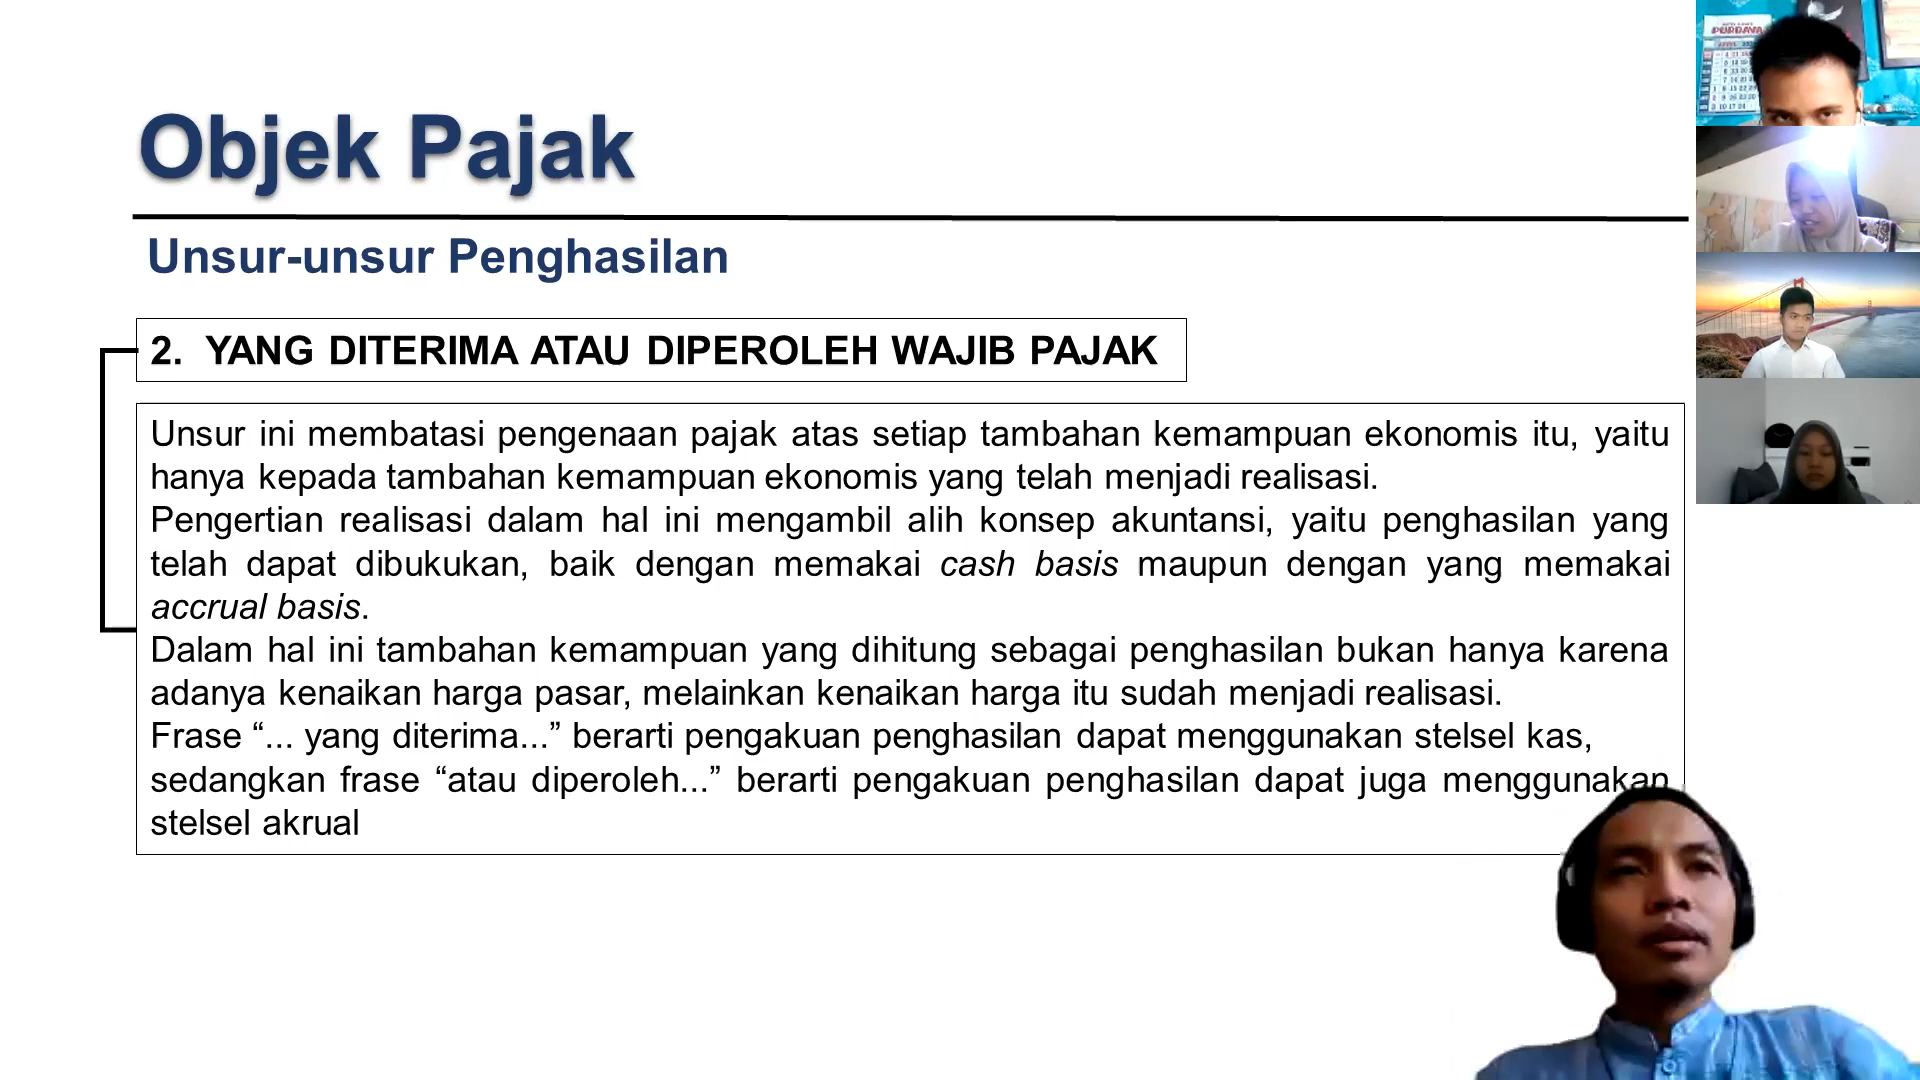 Objek Pajak
Unsur-unsur Penghasilan
2. YANG DITERIMA ATAU DIPEROLEH WAJIB PAJAK
Unsur ini membatasi pengenaan pajak atas setiap tambahan kemampuan ekonomis itu, yaitu
hanya kepada tambahan kemampuan ekonomis yang telah menjadi realisasi.
Pengertian realisasi dalam hal ini mengambil alih konsep akuntansi, yaitu penghasilan yang
telah dapat dibukukan, baik dengan memakai cash basis maupun dengan yang memakai
accrual basis.
Dalam hal ini tambahan kemampuan yang dihitung sebagai penghasilan bukan hanya karena
adanya kenaikan harga pasar, melainkan kenaikan harga itu sudah menjadi realisasi.
Frase “... yang diterima...” berarti pengakuan penghasilan dapat menggunakan stelsel kas,
sedangkan frase “atau diperoleh...” berarti pengakuan penghasilan dapat juga menggunakan
stelsel akrual